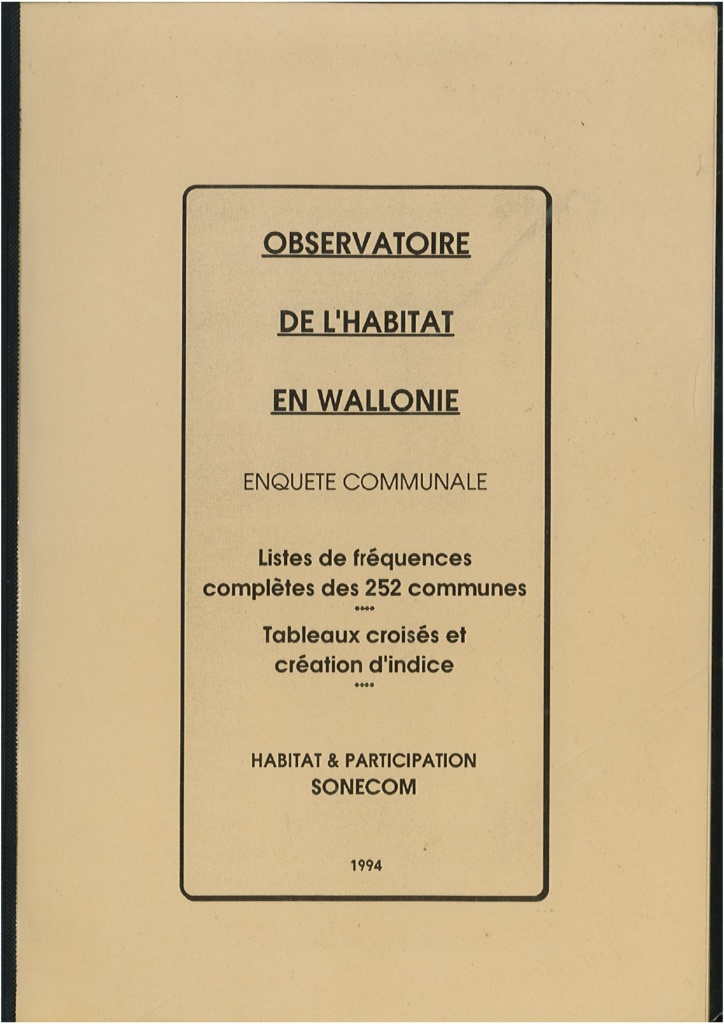 OBSERVATOIRE
DE L'HABITAT
EN WALLONIE
ENQUETE COMMUNALE
Listes de fréquences
complètes des 252 communes
****
Tableaux croisés et
création d'indice
****
HABITAT & PARTICIPATION
SONECOM
1994